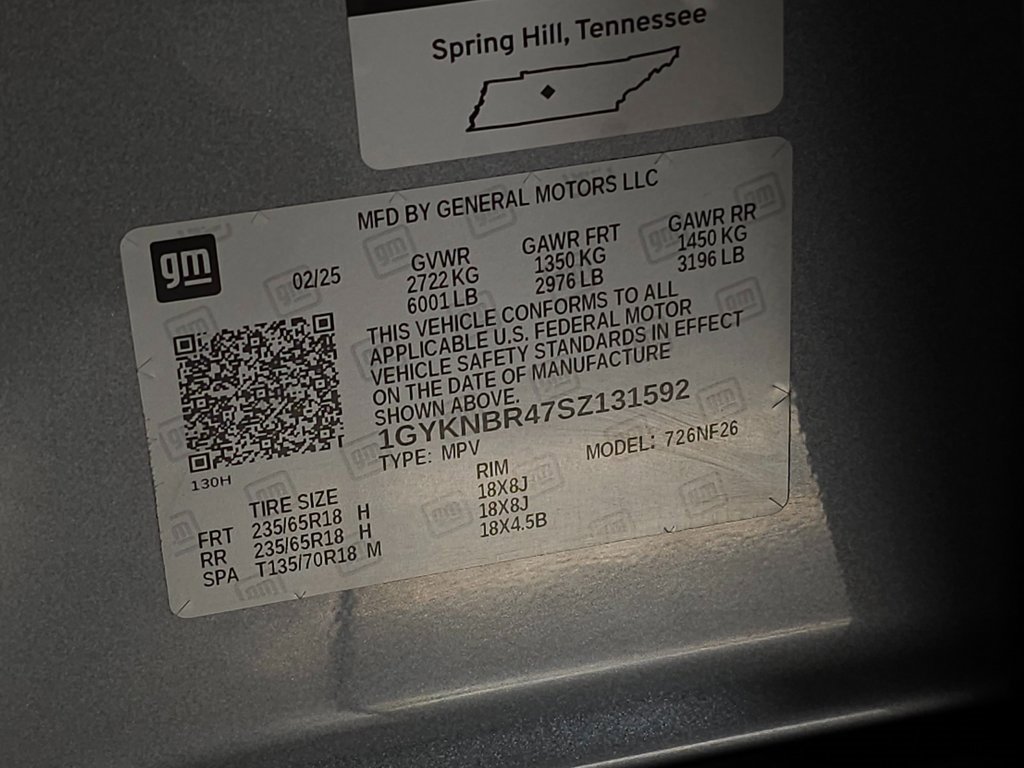 Spring Hill, Tennessee
MFD BY GENERAL MOTORS LLC
gm
02/25
GVWR
2722 KG
6001 LB
GAWR FRT
1350 KG
2976 LB
GAWR RR
1450 KG
3196 LB
THIS VEHICLE CONFORMS TO ALL
APPLICABLE U.S. FEDERAL MOTOR
VEHICLE SAFETY STANDARDS IN EFFECT
ON THE DATE OF MANUFACTURE
SHOWN ABOVE.
1GYKNBR47SZ131592
TYPE: MPV MODEL: 726NF26
130H
TIRE SIZE RIM
FRT 235/65R18 H 18X8J
RR 235/65R18 H 18X8J
SPA T135/70R18 M 18X4.5B